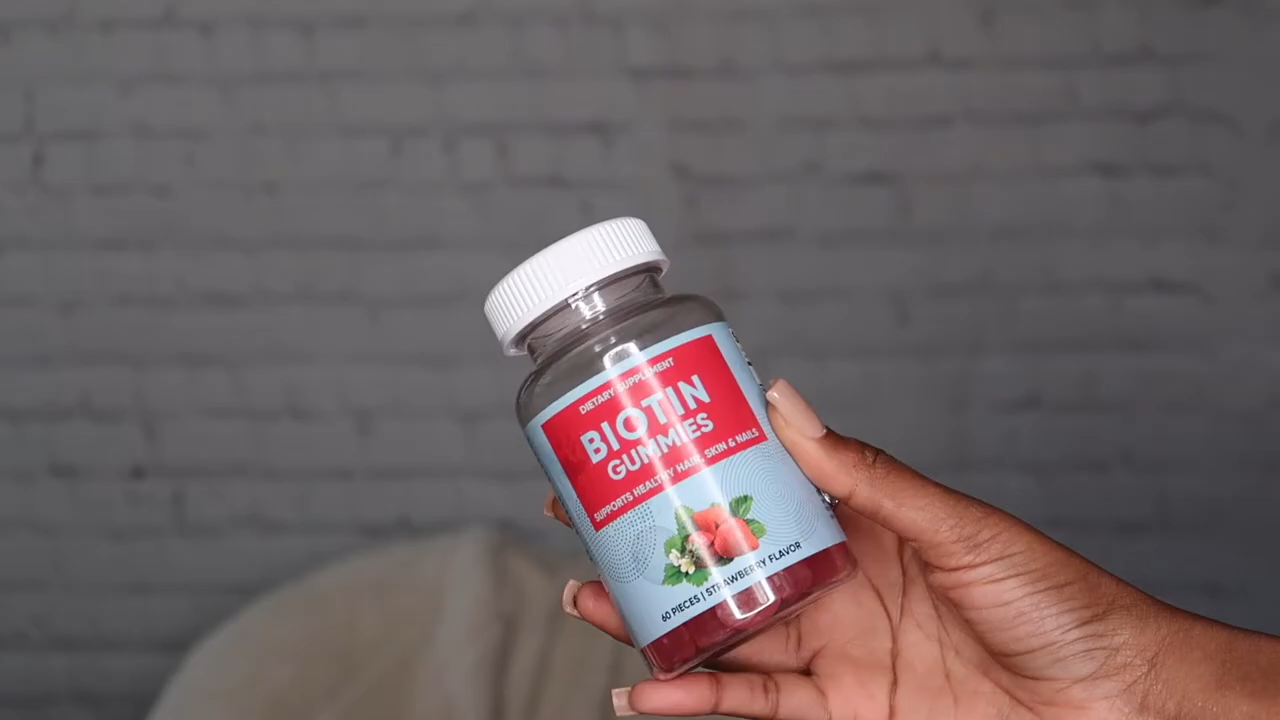 DIETARY SUPPLEMENT
BIOTIN
GUMMIES
SUPPORTS HEALTHY HAIR, SKIN & NAILS
60 PIECES | STRAWBERRY FLAVOR